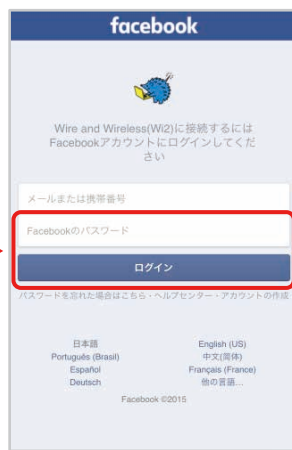 facebook
Wire and Wireless(Wi2)に接続するには
Facebookアカウントにログインしてくだ
さい
メールまたは携帯番号
Facebookのパスワード
ログイン
パスワードを忘れた場合はこちら・ヘルプセンター・アカウントの作成
日本語 English (US)
Português (Brasil) 中文(简体)
Español Français (France)
Deutsch 他の言語...
Facebook ©2015